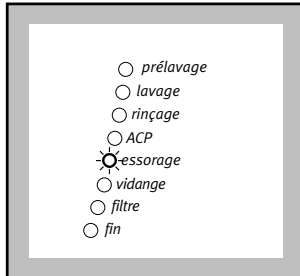 prélavage
lavage
rinçage
ACP
essorage
vidange
filtre
fin